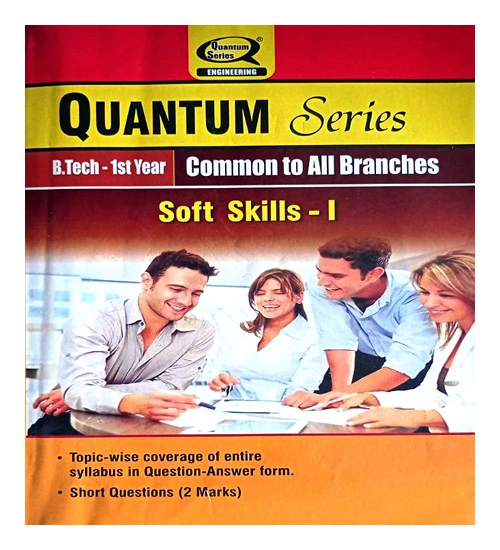 Quantum
Series
®
ENGINEERING
QUANTUM Series
B.Tech - 1st Year Common to All Branches
Soft Skills - I
• Topic-wise coverage of entire
syllabus in Question-Answer form.
• Short Questions (2 Marks)